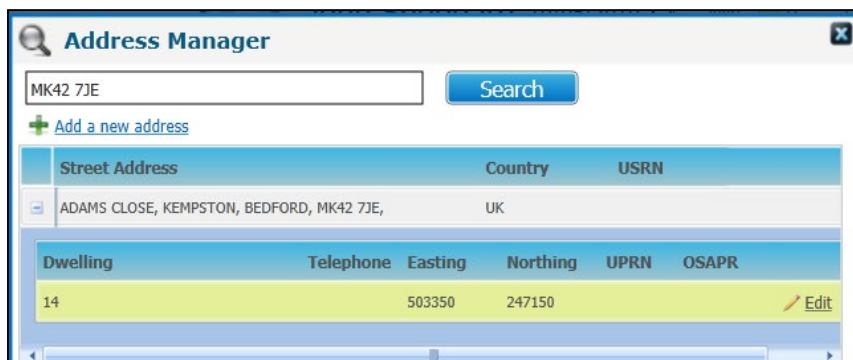 Address Manager
MK42 7JE
Search
Add a new address
Street Address Country USRN
ADAMS CLOSE, KEMPSTON, BEDFORD, MK42 7JE, UK
Dwelling Telephone Easting Northing UPRN OSAPR
14 503350 247150 Edit